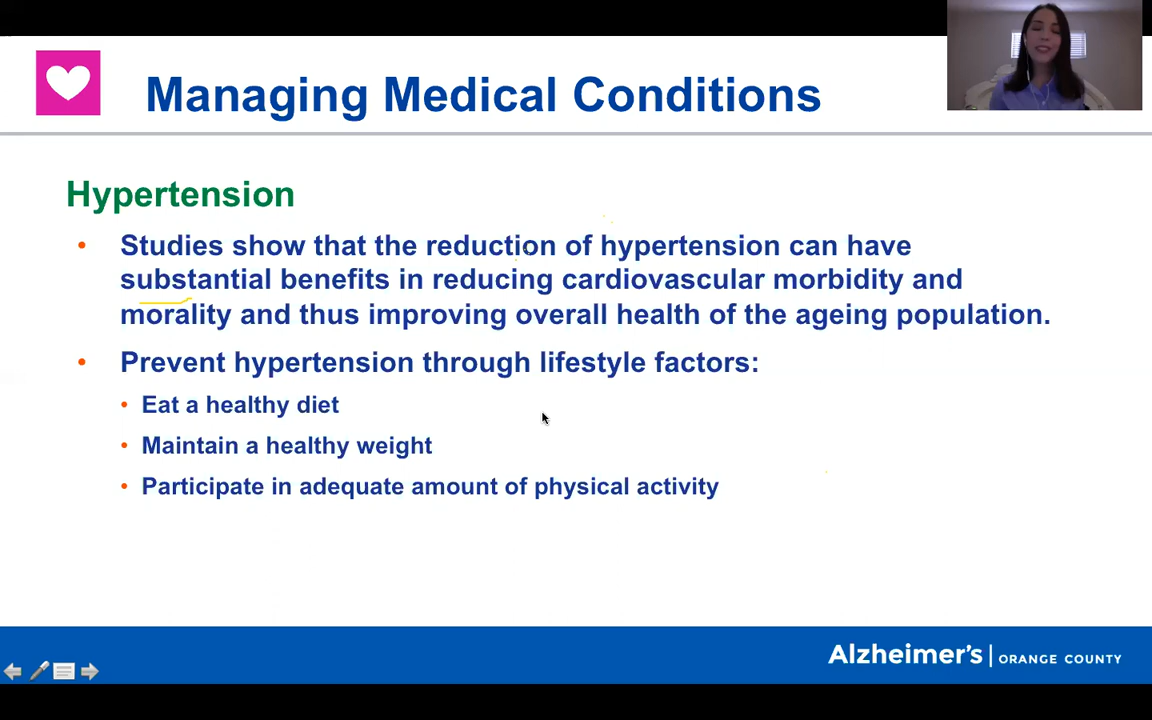 Managing Medical Conditions
Hypertension
• Studies show that the reduction of hypertension can have
substantial benefits in reducing cardiovascular morbidity and
morality and thus improving overall health of the ageing population.
• Prevent hypertension through lifestyle factors:
• Eat a healthy diet
• Maintain a healthy weight
• Participate in adequate amount of physical activity
Alzheimer's | ORANGE COUNTY